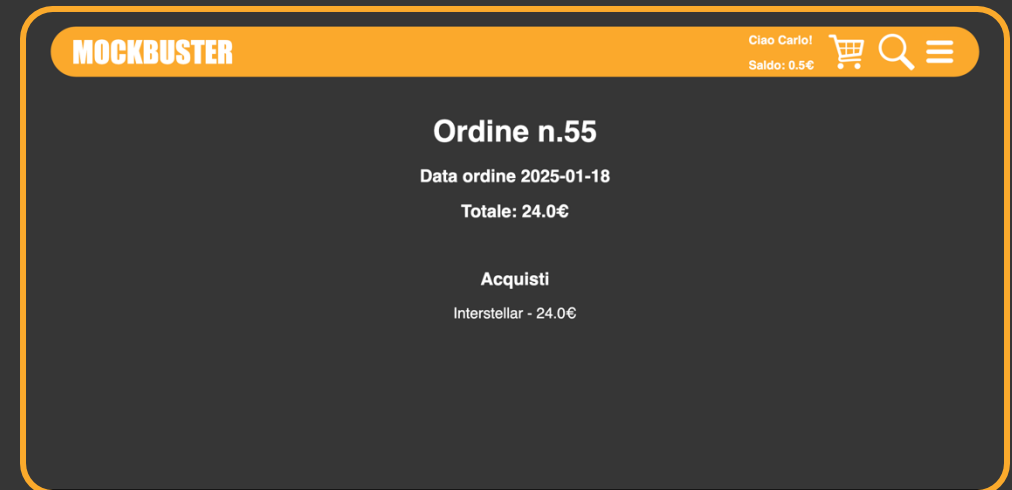 MOCKBUSTER
Ciao Carlo!
Saldo: 0.5€
Ordine n.55
Data ordine 2025-01-18
Totale: 24.0€
Acquisti
Interstellar - 24.0€